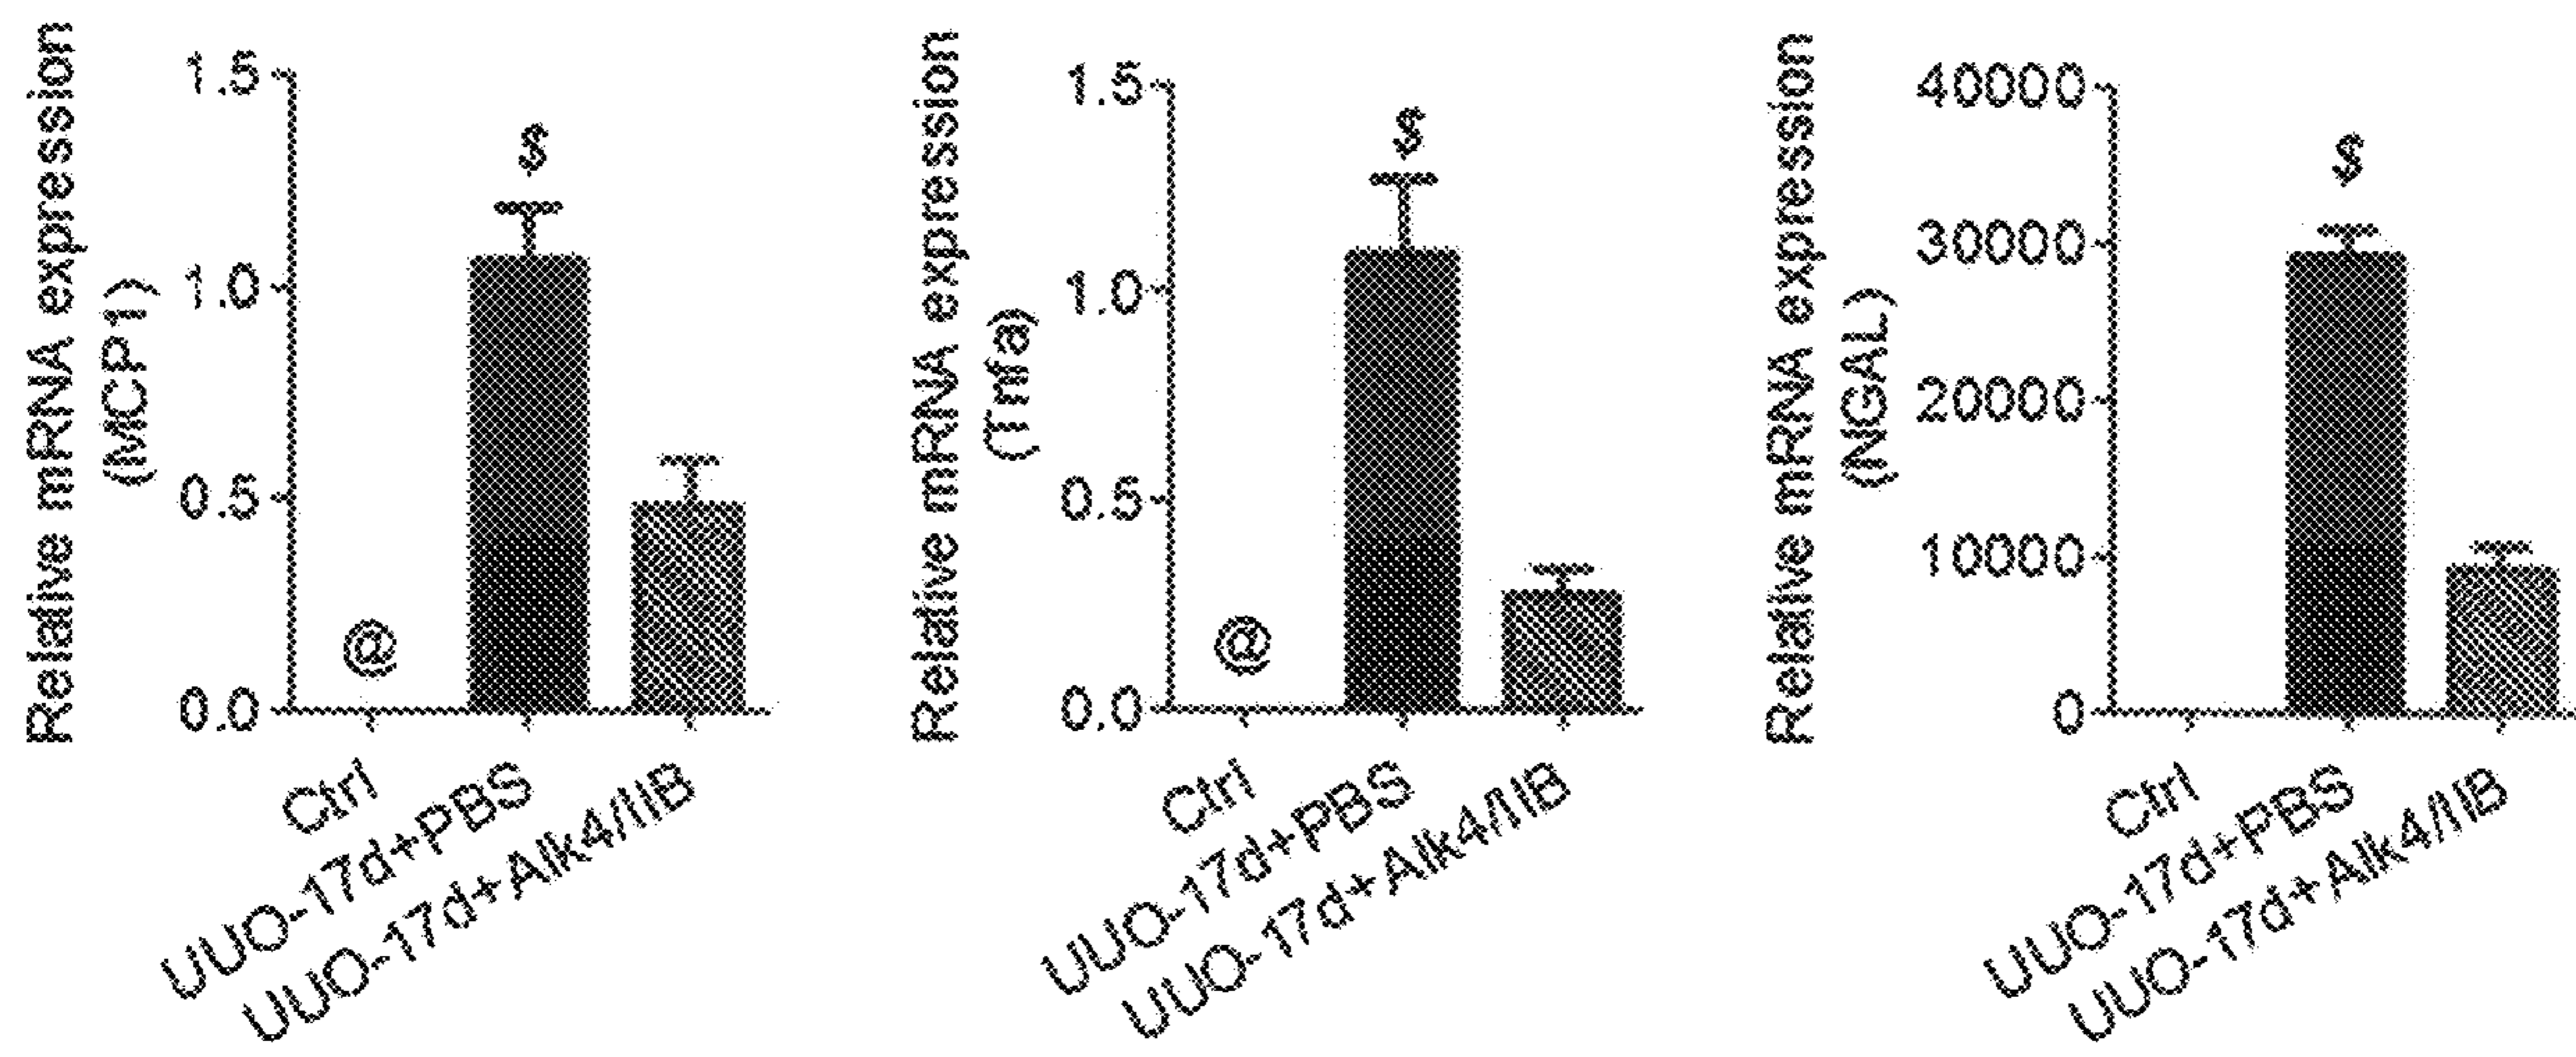 Relative mRNA expression
(MCP1)
1.5
1.0
0.5
0.0
@
$
Ctrl
UUO-17d+PBS
UUO-17d+Alk4/IIB
Relative mRNA expression
(Tnfa)
1.5
1.0
0.5
0.0
@
$
Ctrl
UUO-17d+PBS
UUO-17d+Alk4/IIB
Relative mRNA expression
(NGAL)
40000
30000
20000
10000
0
$
Ctrl
UUO-17d+PBS
UUO-17d+Alk4/IIB